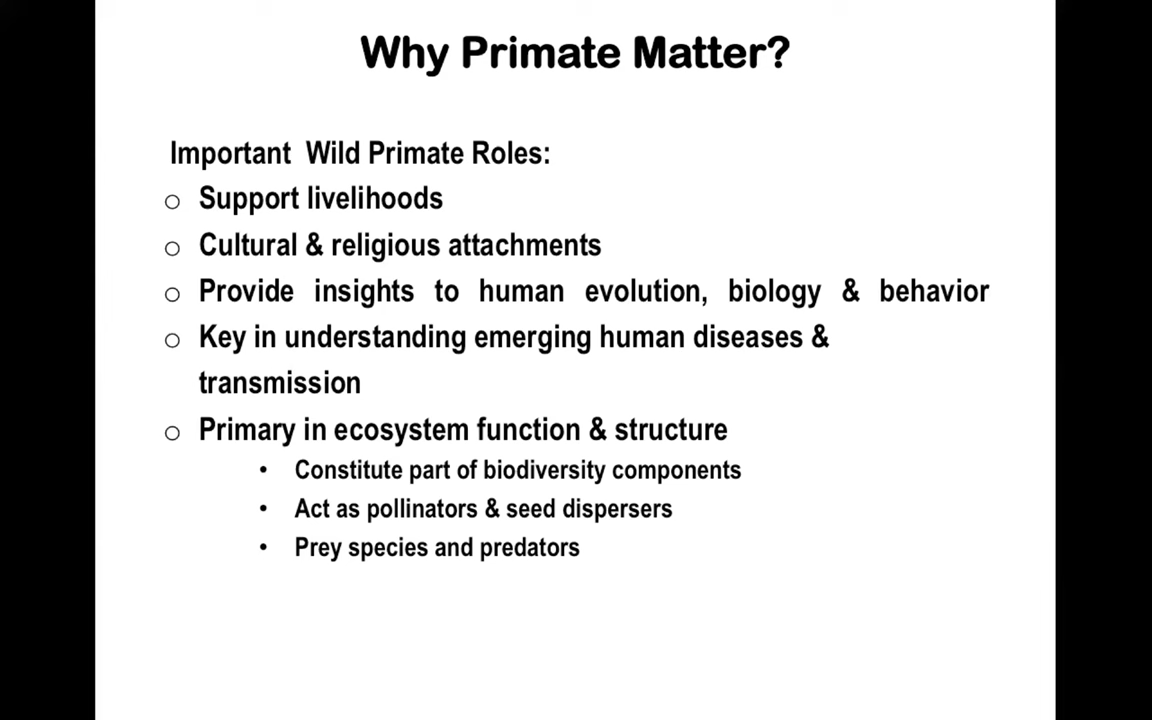 Why Primate Matter?
Important Wild Primate Roles:
○ Support livelihoods
○ Cultural & religious attachments
○ Provide insights to human evolution, biology & behavior
○ Key in understanding emerging human diseases &
transmission
○ Primary in ecosystem function & structure
• Constitute part of biodiversity components
• Act as pollinators & seed dispersers
• Prey species and predators